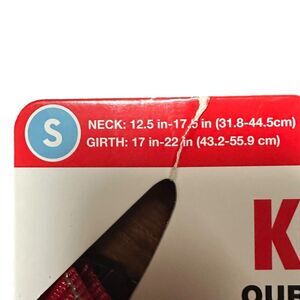 S
NECK: 12.5 in-17.5 in (31.8-44.5cm)
GIRTH: 17 in-22 in (43.2-55.9 cm)
K